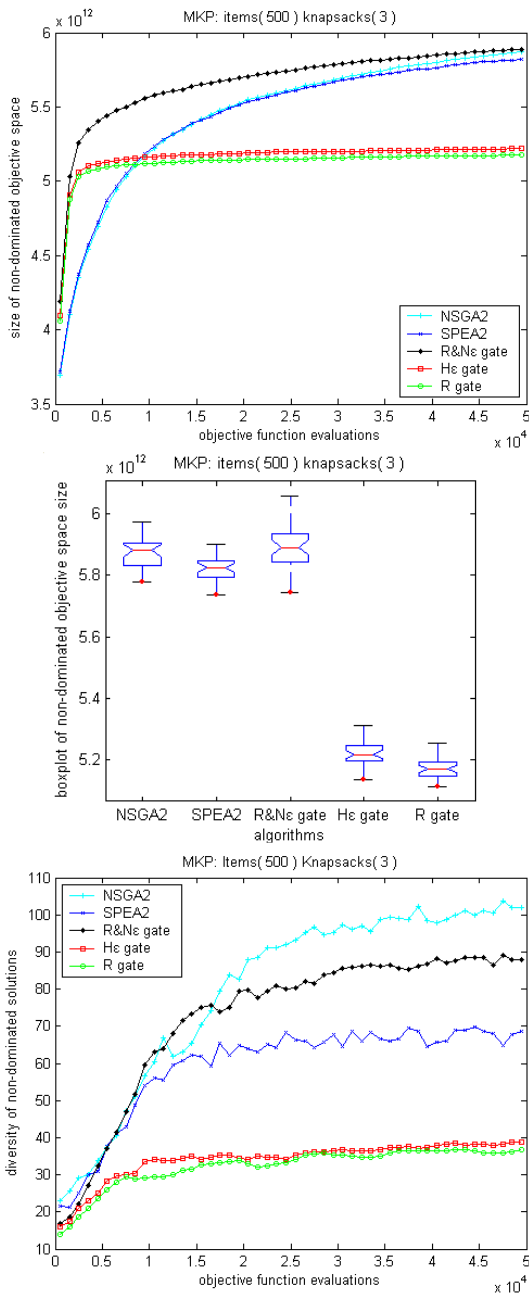 MKP: items(500) knapsacks(3)
x 10^12
6
5.5
5
4.5
4
3.5
size of non-dominated objective space
NSGA2
SPEA2
R&Nε gate
Hε gate
R gate
0 0.5 1 1.5 2 2.5 3 3.5 4 4.5 5
objective function evaluations
x 10^4
x 10^12
MKP: items(500) knapsacks(3)
6
5.8
5.6
5.4
5.2
boxplot of non-dominated objective space size
NSGA2 SPEA2 R&Nε gate Hε gate R gate
algorithms
MKP: Items(500) Knapsacks(3)
110
100
90
80
70
60
50
40
30
20
10
diversity of non-dominated solutions
NSGA2
SPEA2
R&Nε gate
Hε gate
R gate
0 0.5 1 1.5 2 2.5 3 3.5 4 4.5 5
objective function evaluations
x 10^4